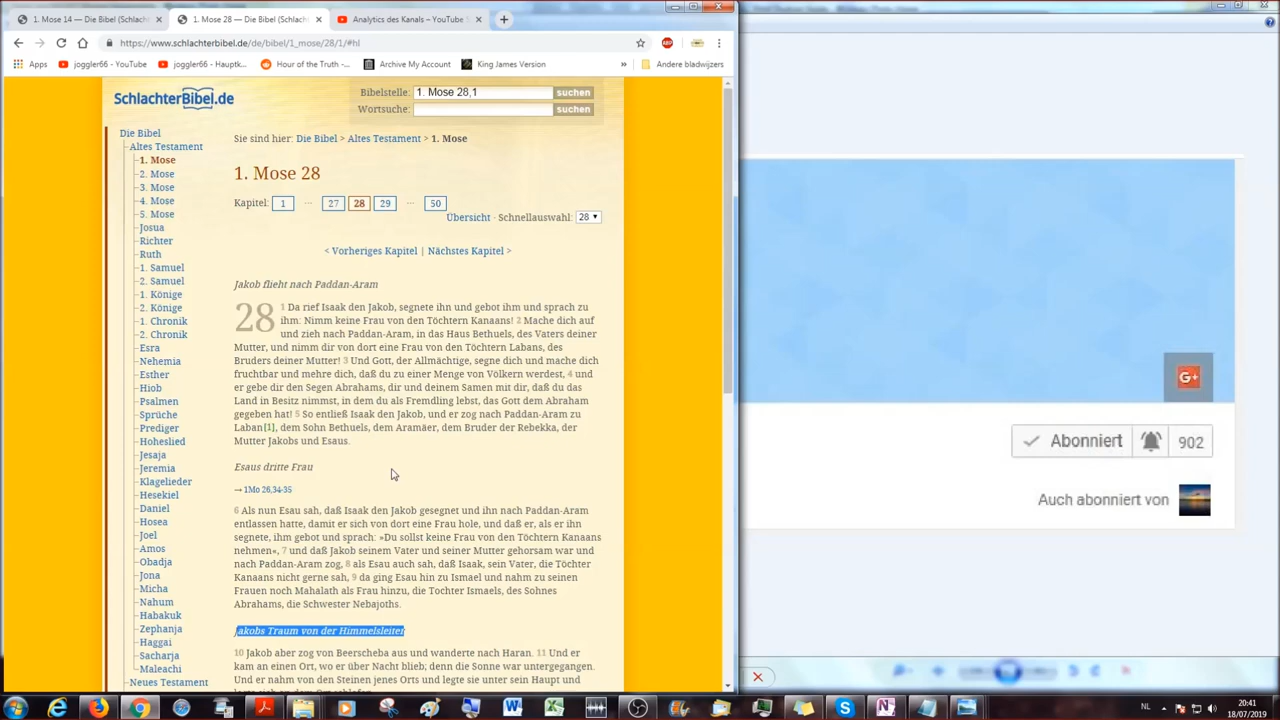 1. Mose 14 — Die Bibel (Schlach
1. Mose 28 — Die Bibel (Schlach
Analytics des Kanals – YouTube
https://www.schlachterbibel.de/de/bibel/1_mose/28/1/#hl
Apps
joggler66 - YouTube
joggler66 - Hauptk...
Hour of the Truth -...
Archive My Account
King James Version
»
Andere bladwijzers
SchlachterBibel.de
Bibelstelle: 1. Mose 28,1 suchen
Wortsuche: suchen
Die Bibel
Altes Testament
1. Mose
2. Mose
3. Mose
4. Mose
5. Mose
Josua
Richter
Ruth
1. Samuel
2. Samuel
1. Könige
2. Könige
1. Chronik
2. Chronik
Esra
Nehemia
Esther
Hiob
Psalmen
Sprüche
Prediger
Hoheslied
Jesaja
Jeremia
Klagelieder
Hesekiel
Daniel
Hosea
Joel
Amos
Obadja
Jona
Micha
Nahum
Habakuk
Zephanja
Haggai
Sacharja
Maleachi
Neues Testament
Sie sind hier: Die Bibel > Altes Testament > 1. Mose
1. Mose 28
Kapitel: 1 ... 27 28 29 ... 50
Übersicht · Schnellauswahl: 28
< Vorheriges Kapitel | Nächstes Kapitel >
Jakob flieht nach Paddan-Aram
28 1 Da rief Isaak den Jakob, segnete ihn und gebot ihm und sprach zu
ihm: Nimm keine Frau von den Töchtern Kanaans! 2 Mache dich auf
und zieh nach Paddan-Aram, in das Haus Bethuels, des Vaters deiner
Mutter, und nimm dir von dort eine Frau von den Töchtern Labans, des
Bruders deiner Mutter! 3 Und Gott, der Allmächtige, segne dich und mache dich
fruchtbar und mehre dich, daß du zu einer Menge von Völkern werdest, 4 und
er gebe dir den Segen Abrahams, dir und deinem Samen mit dir, daß du das
Land in Besitz nimmst, in dem du als Fremdling lebst, das Gott dem Abraham
gegeben hat! 5 So entließ Isaak den Jakob, und er zog nach Paddan-Aram zu
Laban[1], dem Sohn Bethuels, dem Aramäer, dem Bruder der Rebekka, der
Mutter Jakobs und Esaus.
Esaus dritte Frau
→ 1Mo 26,34-35
6 Als nun Esau sah, daß Isaak den Jakob gesegnet und ihn nach Paddan-Aram
entlassen hatte, damit er sich von dort eine Frau hole, und daß er, als er ihn
segnete, ihm gebot und sprach: »Du sollst keine Frau von den Töchtern Kanaans
nehmen«, 7 und daß Jakob seinem Vater und seiner Mutter gehorsam war und
nach Paddan-Aram zog, 8 als Esau auch sah, daß Isaak, sein Vater, die Töchter
Kanaans nicht gerne sah, 9 da ging Esau hin zu Ismael und nahm zu seinen
Frauen noch Mahalath als Frau hinzu, die Tochter Ismaels, des Sohnes
Abrahams, die Schwester Nebajoths.
Jakobs Traum von der Himmelsleiter
10 Jakob aber zog von Beerscheba aus und wanderte nach Haran. 11 Und er
kam an einen Ort, wo er über Nacht blieb; denn die Sonne war untergegangen.
Und er nahm von den Steinen jenes Orts und legte sie unter sein Haupt und
G+
Abonniert 902
Auch abonniert von
NL
20:41
18/07/2019